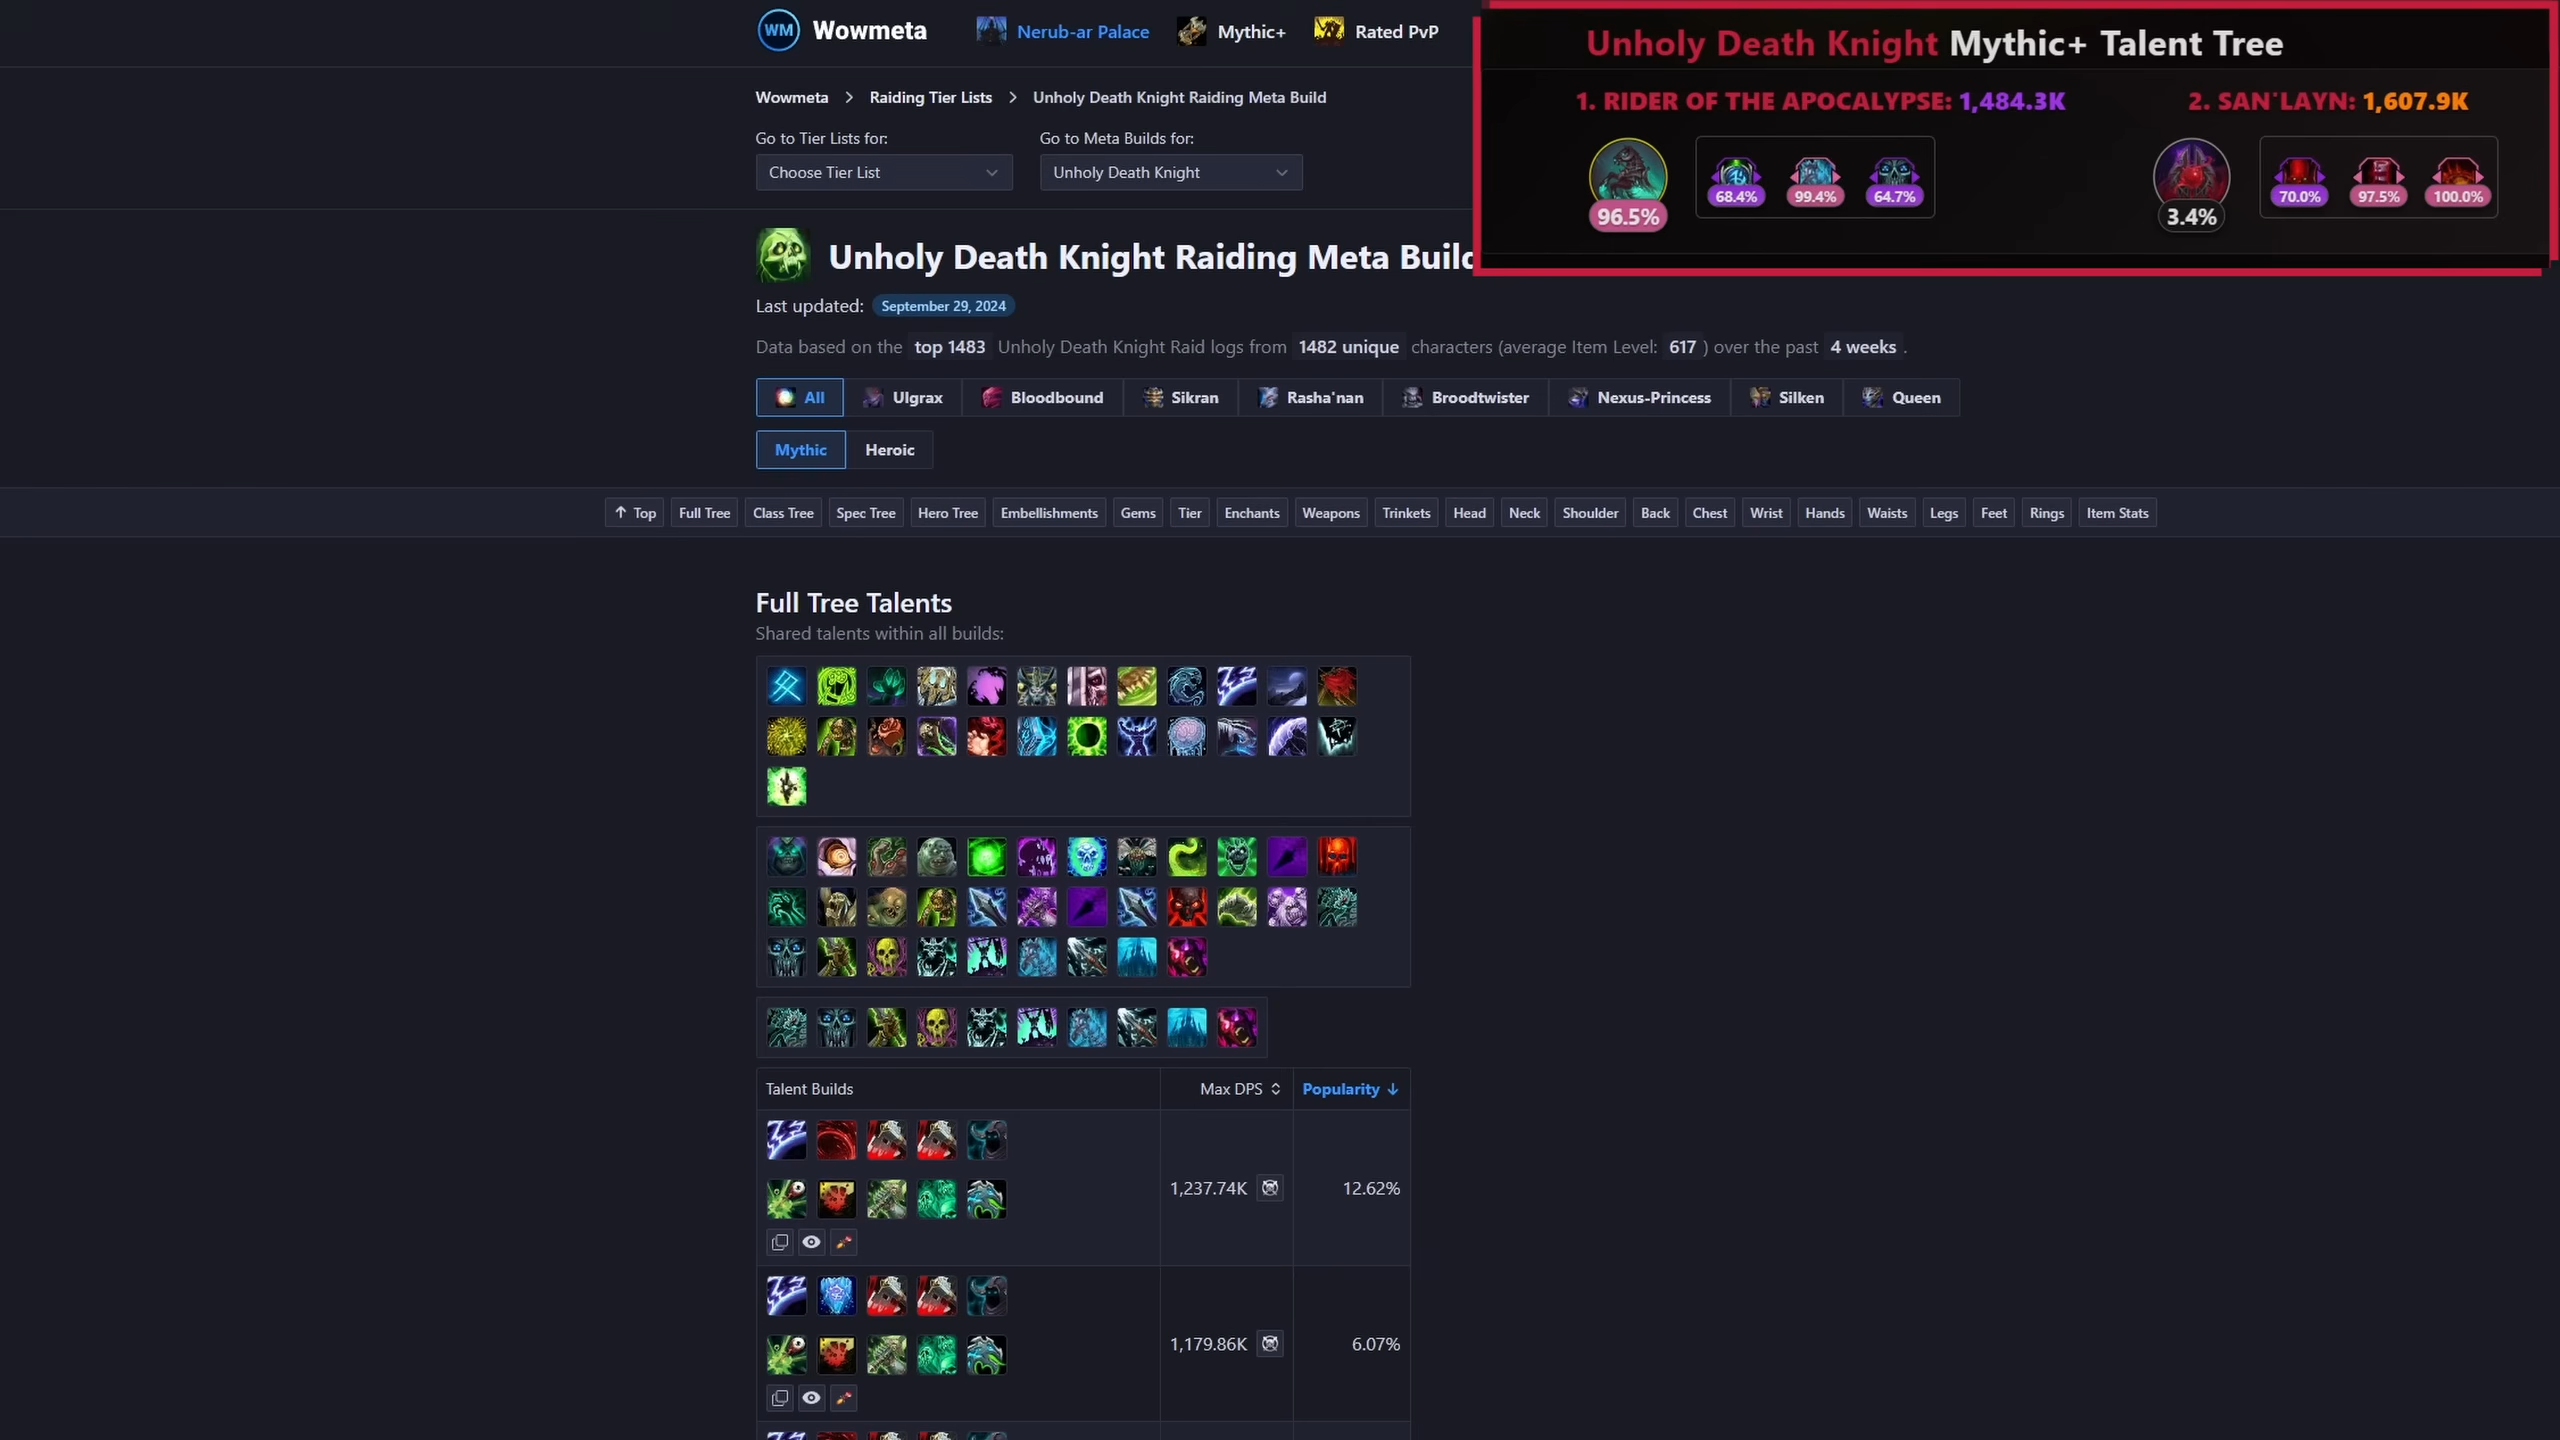 WM Wowmeta Nerub-ar Palace Mythic+ Rated PvP
Unholy Death Knight Mythic+ Talent Tree
1. RIDER OF THE APOCALYPSE: 1,484.3K
2. SAN'LAYN: 1,607.9K
96.5% 68.4% 99.4% 64.7%
3.4% 70.0% 97.5% 100.0%
Wowmeta > Raiding Tier Lists > Unholy Death Knight Raiding Meta Build
Go to Tier Lists for: Go to Meta Builds for:
Choose Tier List Unholy Death Knight
Unholy Death Knight Raiding Meta Build
Last updated: September 29, 2024
Data based on the top 1483 Unholy Death Knight Raid logs from 1482 unique characters (average Item Level: 617 ) over the past 4 weeks .
All Ulgrax Bloodbound Sikran Rasha'nan Broodtwister Nexus-Princess Silken Queen
Mythic Heroic
Top Full Tree Class Tree Spec Tree Hero Tree Embellishments Gems Tier Enchants Weapons Trinkets Head Neck Shoulder Back Chest Wrist Hands Waists Legs Feet Rings Item Stats
Full Tree Talents
Shared talents within all builds:
Talent Builds Max DPS Popularity
1,237.74K 12.62%
1,179.86K 6.07%